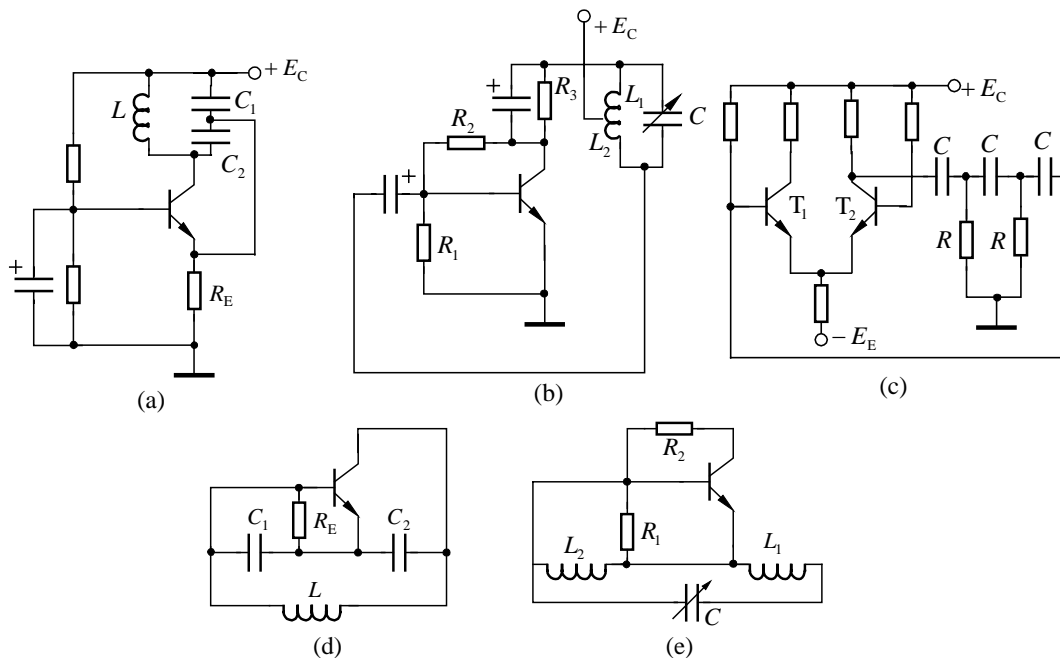 + E_C
L
C_1
C_2
+
R_E
(a)
+ E_C
+
R_3
L_1
C
R_2
L_2
+
R_1
(b)
+ E_C
C
C
C
T_1
T_2
R
R
− E_E
(c)
C_1
R_E
C_2
L
(d)
R_2
R_1
L_2
L_1
C
(e)